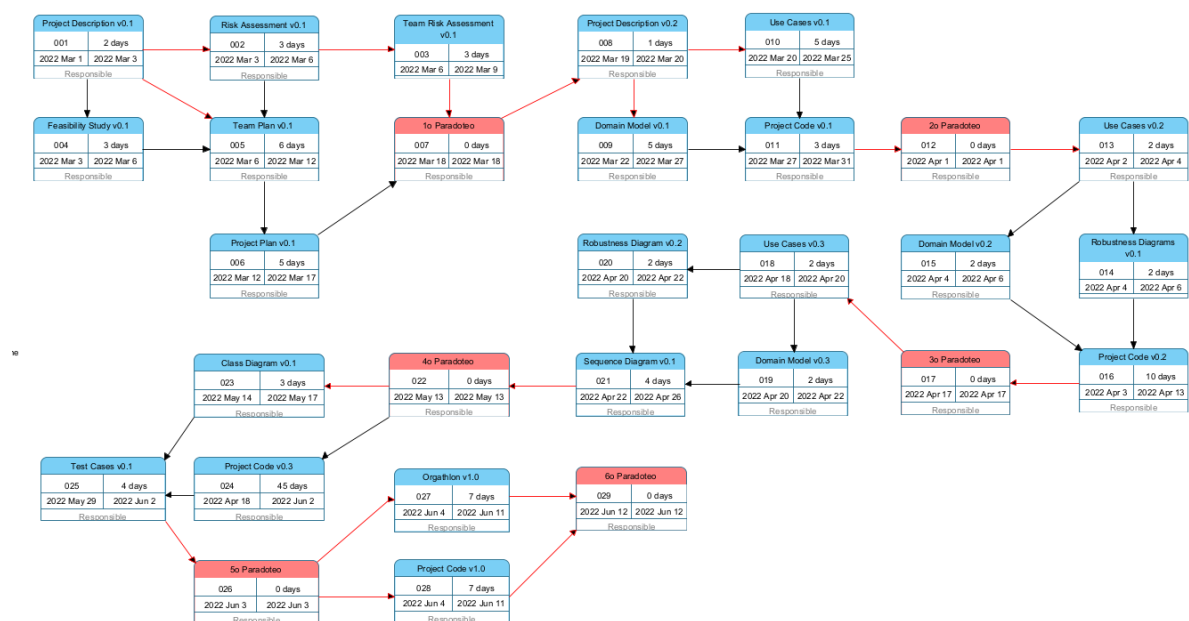 Project Description v0.1
001 2 days
2022 Mar 1 2022 Mar 3
Responsible
Risk Assessment v0.1
002 3 days
2022 Mar 3 2022 Mar 6
Responsible
Team Risk Assessment
v0.1
003 3 days
2022 Mar 6 2022 Mar 9
Responsible
Project Description v0.2
008 1 days
2022 Mar 19 2022 Mar 20
Responsible
Use Cases v0.1
010 5 days
2022 Mar 20 2022 Mar 25
Responsible
Feasibility Study v0.1
004 3 days
2022 Mar 3 2022 Mar 6
Responsible
Team Plan v0.1
005 6 days
2022 Mar 6 2022 Mar 12
Responsible
1o Paradoteo
007 0 days
2022 Mar 18 2022 Mar 18
Responsible
Domain Model v0.1
009 5 days
2022 Mar 22 2022 Mar 27
Responsible
Project Code v0.1
011 3 days
2022 Mar 27 2022 Mar 31
Responsible
2o Paradoteo
012 0 days
2022 Apr 1 2022 Apr 1
Responsible
Use Cases v0.2
013 2 days
2022 Apr 2 2022 Apr 4
Responsible
Project Plan v0.1
006 5 days
2022 Mar 12 2022 Mar 17
Responsible
Robustness Diagram v0.2
020 2 days
2022 Apr 20 2022 Apr 22
Responsible
Use Cases v0.3
018 2 days
2022 Apr 18 2022 Apr 20
Responsible
Domain Model v0.2
015 2 days
2022 Apr 4 2022 Apr 6
Responsible
Robustness Diagrams
v0.1
014 2 days
2022 Apr 4 2022 Apr 6
Responsible
Class Diagram v0.1
023 3 days
2022 May 14 2022 May 17
Responsible
4o Paradoteo
022 0 days
2022 May 13 2022 May 13
Responsible
Sequence Diagram v0.1
021 4 days
2022 Apr 22 2022 Apr 26
Responsible
Domain Model v0.3
019 2 days
2022 Apr 20 2022 Apr 22
Responsible
3o Paradoteo
017 0 days
2022 Apr 17 2022 Apr 17
Responsible
Project Code v0.2
016 10 days
2022 Apr 3 2022 Apr 13
Responsible
Test Cases v0.1
025 4 days
2022 May 29 2022 Jun 2
Responsible
Project Code v0.3
024 45 days
2022 Apr 18 2022 Jun 2
Responsible
Orgathlon v1.0
027 7 days
2022 Jun 4 2022 Jun 11
Responsible
6o Paradoteo
029 0 days
2022 Jun 12 2022 Jun 12
Responsible
5o Paradoteo
026 0 days
2022 Jun 3 2022 Jun 3
Responsible
Project Code v1.0
028 7 days
2022 Jun 4 2022 Jun 11
Responsible